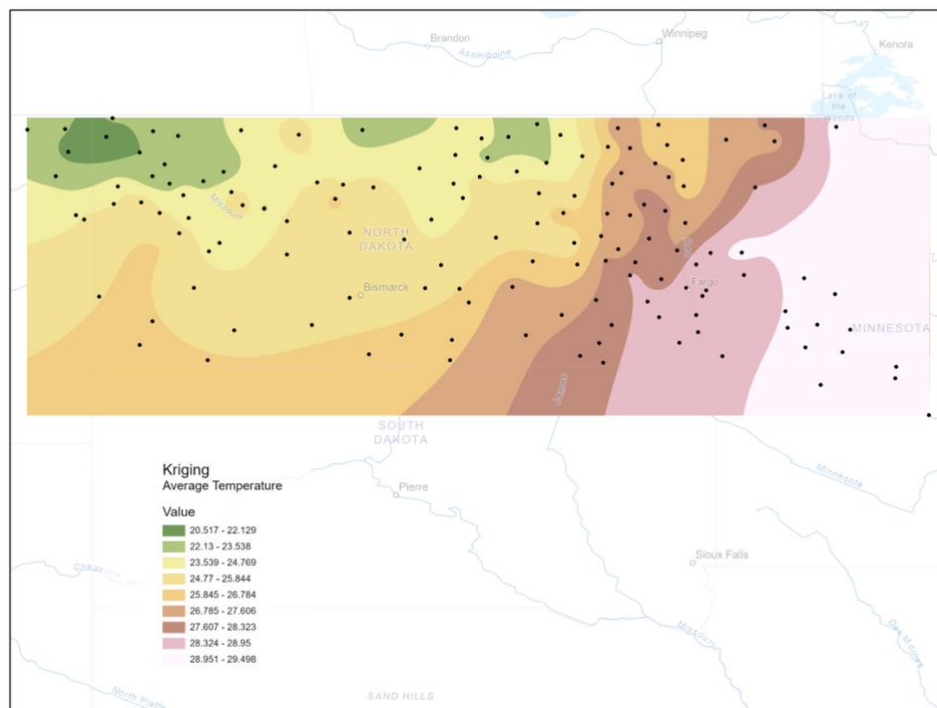 Brandon
Assiniboine
Winnipeg
Kenora
Lake of
the
Woods
Missouri
NORTH
DAKOTA
Bismarck
Fargo
MINNESOTA
James
SOUTH
DAKOTA
Minnesota
Kriging
Average Temperature
Pierre
Value
20.517 - 22.129
22.13 - 23.538
23.539 - 24.769
24.77 - 25.844
25.845 - 26.784
26.785 - 27.606
27.607 - 28.323
28.324 - 28.95
28.951 - 29.498
Sioux Falls
Missouri
Des Moines
North Platte
SAND HILLS